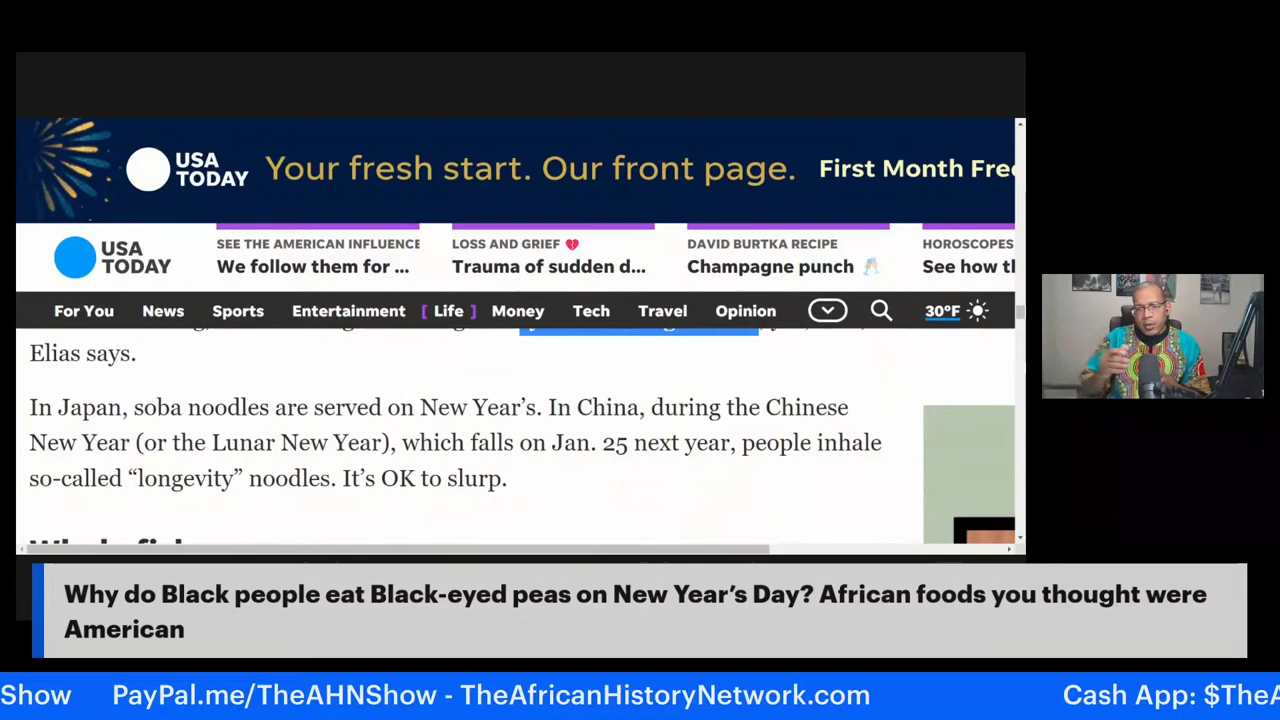 USA
TODAY
Your fresh start. Our front page.
First Month Free
USA
TODAY
SEE THE AMERICAN INFLUENCE
We follow them for ...
LOSS AND GRIEF 💔
Trauma of sudden d...
DAVID BURTKA RECIPE
Champagne punch 🥂
HOROSCOPES
See how
For You News Sports Entertainment [ Life ] Money Tech Travel Opinion 30°F
Elias says.
In Japan, soba noodles are served on New Year's. In China, during the Chinese
New Year (or the Lunar New Year), which falls on Jan. 25 next year, people inhale
so-called “longevity” noodles. It's OK to slurp.
Why do Black people eat Black-eyed peas on New Year's Day? African foods you thought were
American
Show PayPal.me/TheAHNShow - TheAfricanHistoryNetwork.com Cash App: $TheA